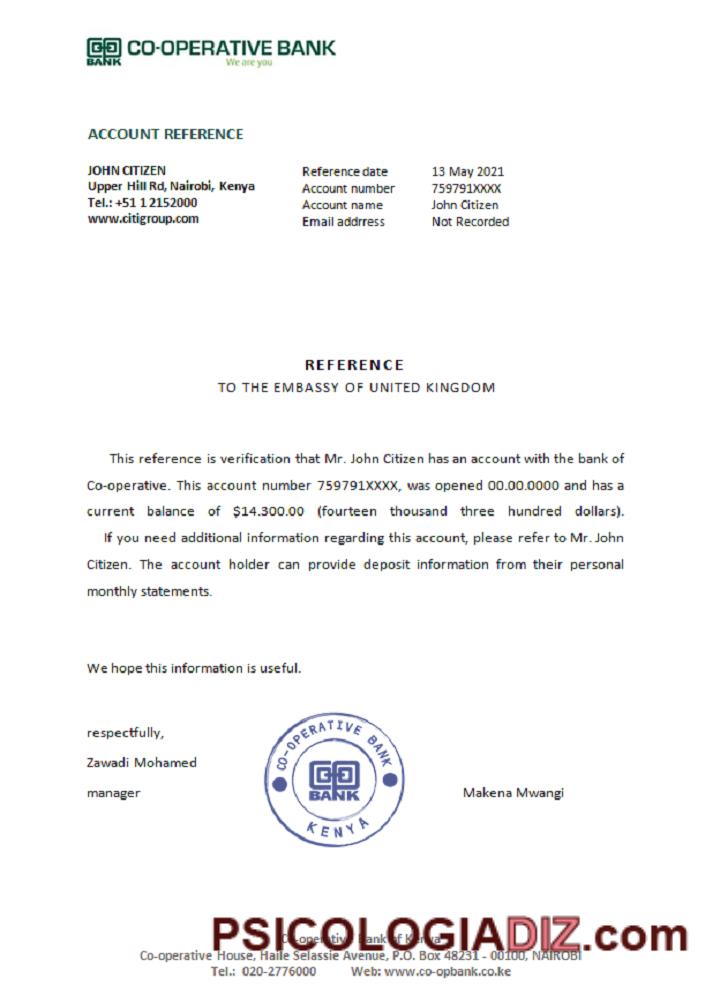 CO-OPERATIVE BANK
BANK
We are you
ACCOUNT REFERENCE
JOHN CITIZEN
Upper Hill Rd, Nairobi, Kenya
Tel.: +51 1 2152000
www.citigroup.com
Reference date 13 May 2021
Account number 759791XXXX
Account name John Citizen
Email addrress Not Recorded
REFERENCE
TO THE EMBASSY OF UNITED KINGDOM
This reference is verification that Mr. John Citizen has an account with the bank of
Co-operative. This account number 759791XXXX, was opened 00.00.0000 and has a
current balance of $14.300.00 (fourteen thousand three hundred dollars).
If you need additional information regarding this account, please refer to Mr. John
Citizen. The account holder can provide deposit information from their personal
monthly statements.
We hope this information is useful.
respectfully,
Zawadi Mohamed
manager
CO-OPERATIVE BANK
BANK
KENYA
Makena Mwangi
PSICOLOGIADIZ.com
Co-operative Bank of Kenya
Co-operative House, Haile Selassie Avenue, P.O. Box 48231 - 00100, NAIROBI
Tel.: 020-2776000 Web: www.co-opbank.co.ke